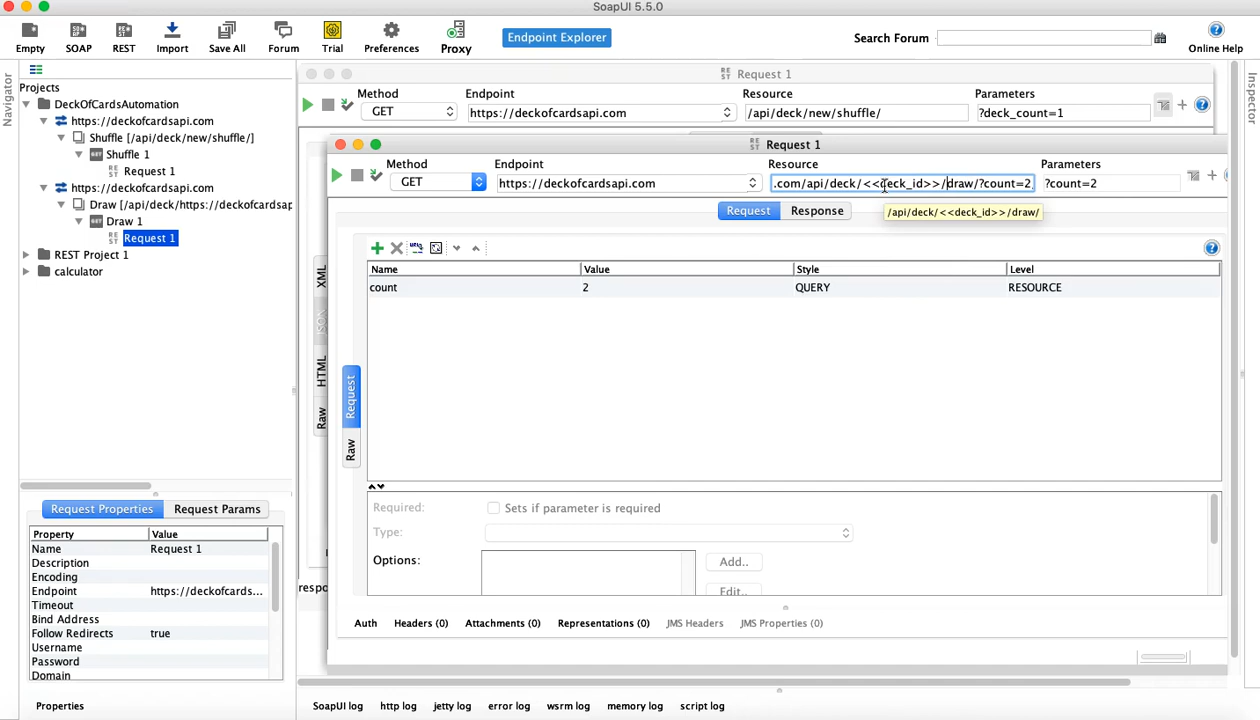 SoapUI 5.5.0
Empty SOAP REST Import Save All Forum Trial Preferences Proxy Endpoint Explorer Search Forum Online Help
Navigator
Projects
DeckOfCardsAutomation
https://deckofcardsapi.com
Shuffle [/api/deck/new/shuffle/]
Shuffle 1
Request 1
https://deckofcardsapi.com
Draw [/api/deck/https://deckofcardsap
Draw 1
Request 1
REST Project 1
calculator
Request Properties Request Params
Property Value
Name Request 1
Description
Encoding
Endpoint https://deckofcards...
Timeout
Bind Address
Follow Redirects true
Username
Password
Domain
Properties
Request 1
Method Endpoint Resource Parameters
GET https://deckofcardsapi.com /api/deck/new/shuffle/ ?deck_count=1
XML
JSON
HTML
Raw
respo
Request 1
Method Endpoint Resource Parameters
GET https://deckofcardsapi.com .com/api/deck/<<deck_id>>/draw/?count=2 ?count=2
/api/deck/<<deck_id>>/draw/
Request Response
Name Value Style Level
count 2 QUERY RESOURCE
Request
Raw
Required: Sets if parameter is required
Type:
Options: Add..
Edit..
Auth Headers (0) Attachments (0) Representations (0) JMS Headers JMS Properties (0)
SoapUI log http log jetty log error log wsrm log memory log script log
Inspector